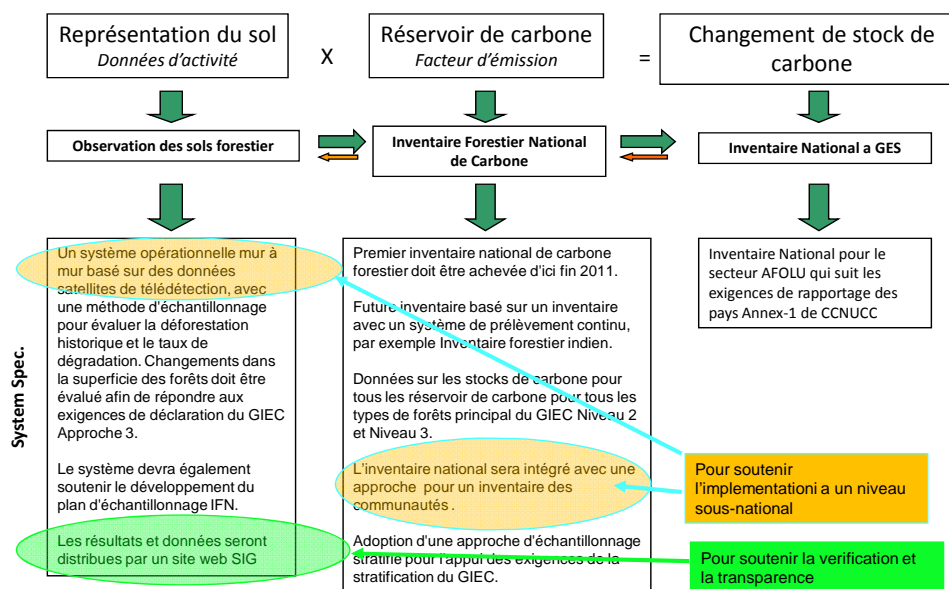 Représentation du sol
Données d'activité
X
Réservoir de carbone
Facteur d'émission
=
Changement de stock de
carbone
Observation des sols forestier
Inventaire Forestier National
de Carbone
Inventaire National a GES
System Spec.
Un système opérationnelle mur à
mur basé sur des données
satellites de télédétection, avec
une méthode d'échantillonnage
pour évaluer la déforestation
historique et le taux de
dégradation. Changements dans
la superficie des forêts doit être
évalué afin de répondre aux
exigences de déclaration du GIEC
Approche 3.
Le système devra également
soutenir le développement du
plan d'échantillonnage IFN.
Les résultats et données seront
distribues par un site web SIG
Premier inventaire national de carbone
forestier doit être achevée d'ici fin 2011.
Future inventaire basé sur un inventaire
avec un système de prélèvement continu,
par exemple Inventaire forestier indien.
Données sur les stocks de carbone pour
tous les réservoir de carbone pour tous les
types de forêts principal du GIEC Niveau 2
et Niveau 3.
L'inventaire national sera intégré avec une
approche pour un inventaire des
communautés .
Adoption d'une approche d'échantillonnage
stratifié pour l'appui des exigences de la
stratification du GIEC.
Inventaire National pour le
secteur AFOLU qui suit les
exigences de rapportage des
pays Annex-1 de CCNUCC
Pour soutenir
l'implementationi a un niveau
sous-national
Pour soutenir la verification et
la transparence